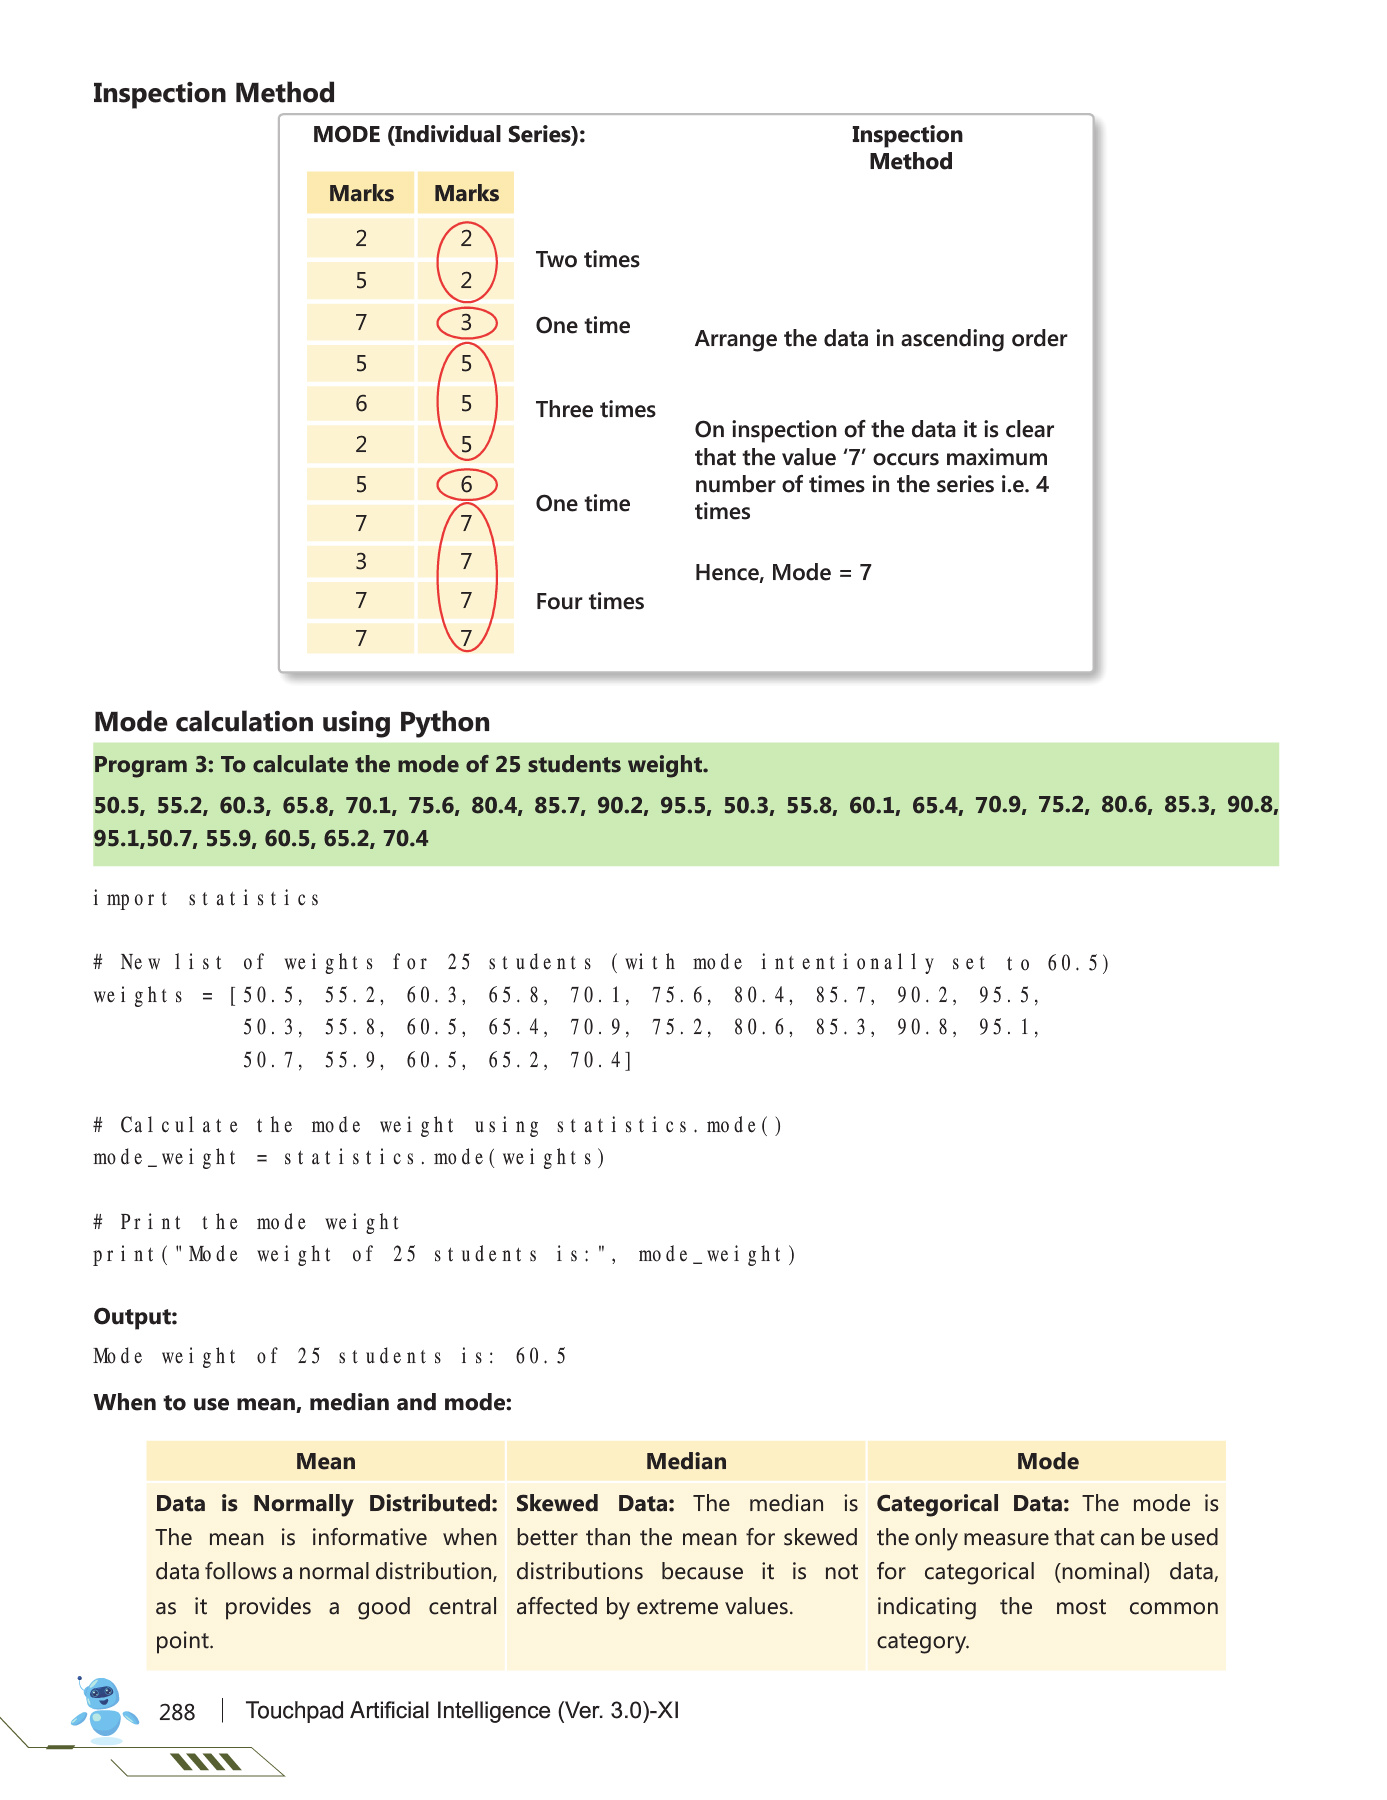 Inspection Method
MODE (Individual Series):
Inspection
Method
Marks Marks
2 2
Two times
5 2
7 3 One time
Arrange the data in ascending order
5 5
6 5 Three times
2 5
On inspection of the data it is clear
that the value ‘7’ occurs maximum
number of times in the series i.e. 4
times
5 6
One time
7 7
3 7
Hence, Mode = 7
7 7 Four times
7 7
Mode calculation using Python
Program 3: To calculate the mode of 25 students weight.
50.5, 55.2, 60.3, 65.8, 70.1, 75.6, 80.4, 85.7, 90.2, 95.5, 50.3, 55.8, 60.1, 65.4, 70.9, 75.2, 80.6, 85.3, 90.8,
95.1,50.7, 55.9, 60.5, 65.2, 70.4
import statistics
# New list of weights for 25 students (with mode intentionally set to 60.5)
weights = [50.5, 55.2, 60.3, 65.8, 70.1, 75.6, 80.4, 85.7, 90.2, 95.5,
50.3, 55.8, 60.5, 65.4, 70.9, 75.2, 80.6, 85.3, 90.8, 95.1,
50.7, 55.9, 60.5, 65.2, 70.4]
# Calculate the mode weight using statistics.mode()
mode_weight = statistics.mode(weights)
# Print the mode weight
print("Mode weight of 25 students is:", mode_weight)
Output:
Mode weight of 25 students is: 60.5
When to use mean, median and mode:
Mean Median Mode
Data is Normally Distributed:
The mean is informative when
data follows a normal distribution,
as it provides a good central
point.
Skewed Data: The median is
better than the mean for skewed
distributions because it is not
affected by extreme values.
Categorical Data: The mode is
the only measure that can be used
for categorical (nominal) data,
indicating the most common
category.
288 Touchpad Artificial Intelligence (Ver. 3.0)-XI